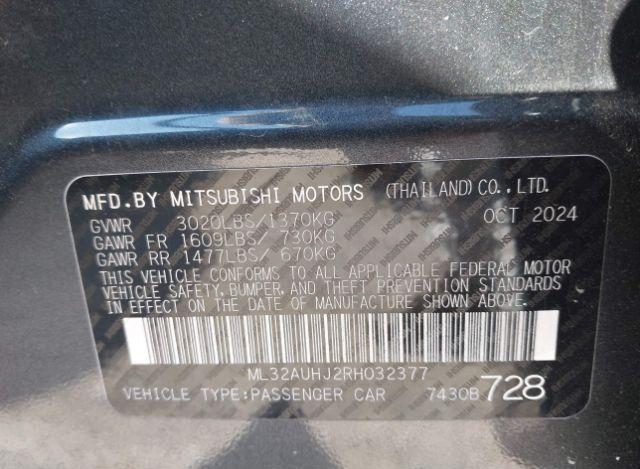 MFD.BY MITSUBISHI MOTORS (THAILAND) CO.,LTD.
GVWR 3020LBS/1370KG OCT 2024
GAWR FR 1609LBS/ 730KG
GAWR RR 1477LBS/ 670KG
THIS VEHICLE CONFORMS TO ALL APPLICABLE FEDERAL MOTOR
VEHICLE SAFETY, BUMPER, AND THEFT PREVENTION STANDARDS
IN EFFECT ON THE DATE OF MANUFACTURE SHOWN ABOVE.
ML32AUHJ2RH032377
VEHICLE TYPE:PASSENGER CAR 7430B 728